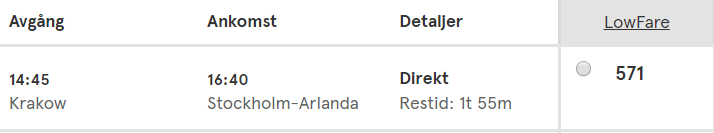 Avgång Ankomst Detaljer LowFare
14:45 16:40 Direkt 571
Krakow Stockholm-Arlanda Restid: 1t 55m